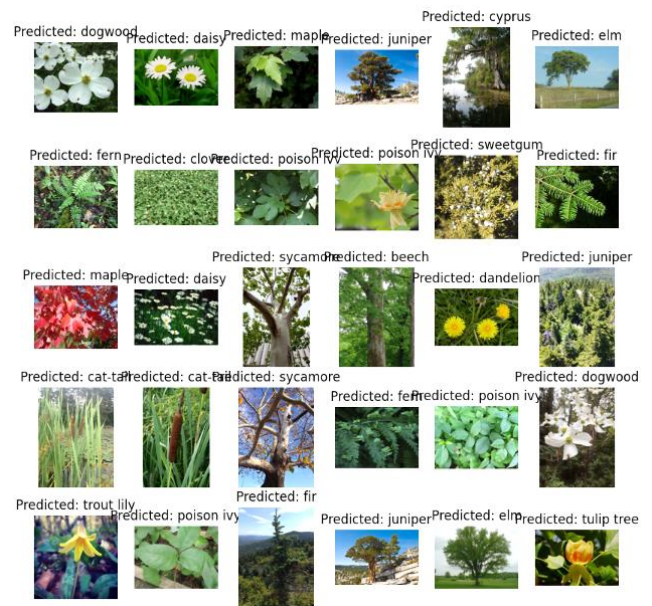 Predicted: dogwood
Predicted: daisy
Predicted: maple
Predicted: juniper
Predicted: cyprus
Predicted: elm
Predicted: fern
Predicted: clover
Predicted: poison ivy
Predicted: poison ivy
Predicted: sweetgum
Predicted: fir
Predicted: maple
Predicted: daisy
Predicted: sycamore
Predicted: beech
Predicted: dandelion
Predicted: juniper
Predicted: cat-tail
Predicted: cat-tail
Predicted: sycamore
Predicted: fern
Predicted: poison ivy
Predicted: dogwood
Predicted: trout lily
Predicted: poison ivy
Predicted: fir
Predicted: juniper
Predicted: elm
Predicted: tulip tree